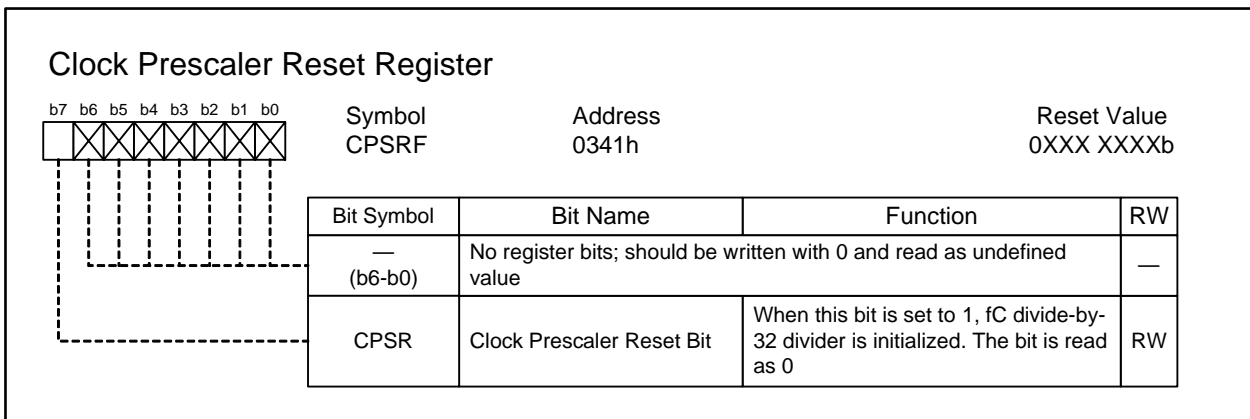 Clock Prescaler Reset Register
b7 b6 b5 b4 b3 b2 b1 b0
Symbol Address Reset Value
CPSRF 0341h 0XXX XXXXb
Bit Symbol Bit Name Function RW
—
(b6-b0)
No register bits; should be written with 0 and read as undefined
value
—
CPSR
Clock Prescaler Reset Bit
When this bit is set to 1, fC divide-by-
32 divider is initialized. The bit is read
as 0
RW